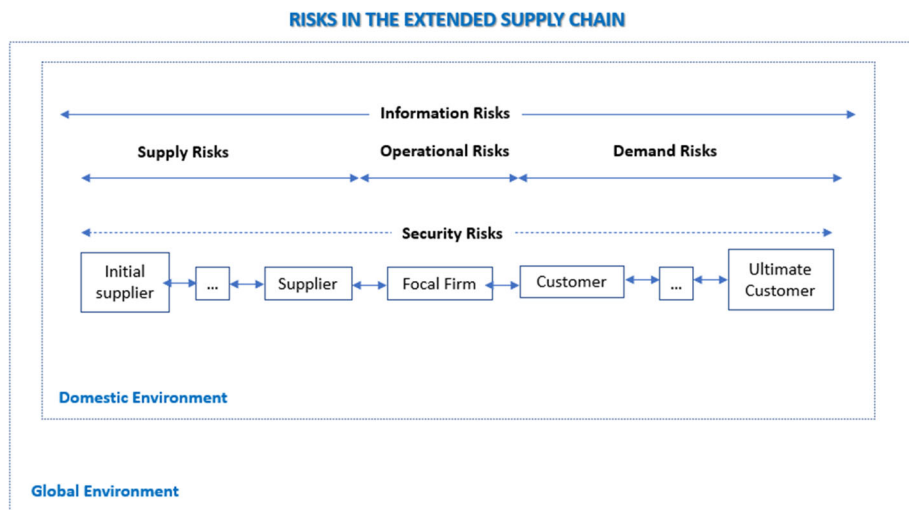 RISKS IN THE EXTENDED SUPPLY CHAIN
Information Risks
Supply Risks
Operational Risks
Demand Risks
Security Risks
Initial
supplier
...
Supplier
Focal Firm
Customer
...
Ultimate
Customer
Domestic Environment
Global Environment